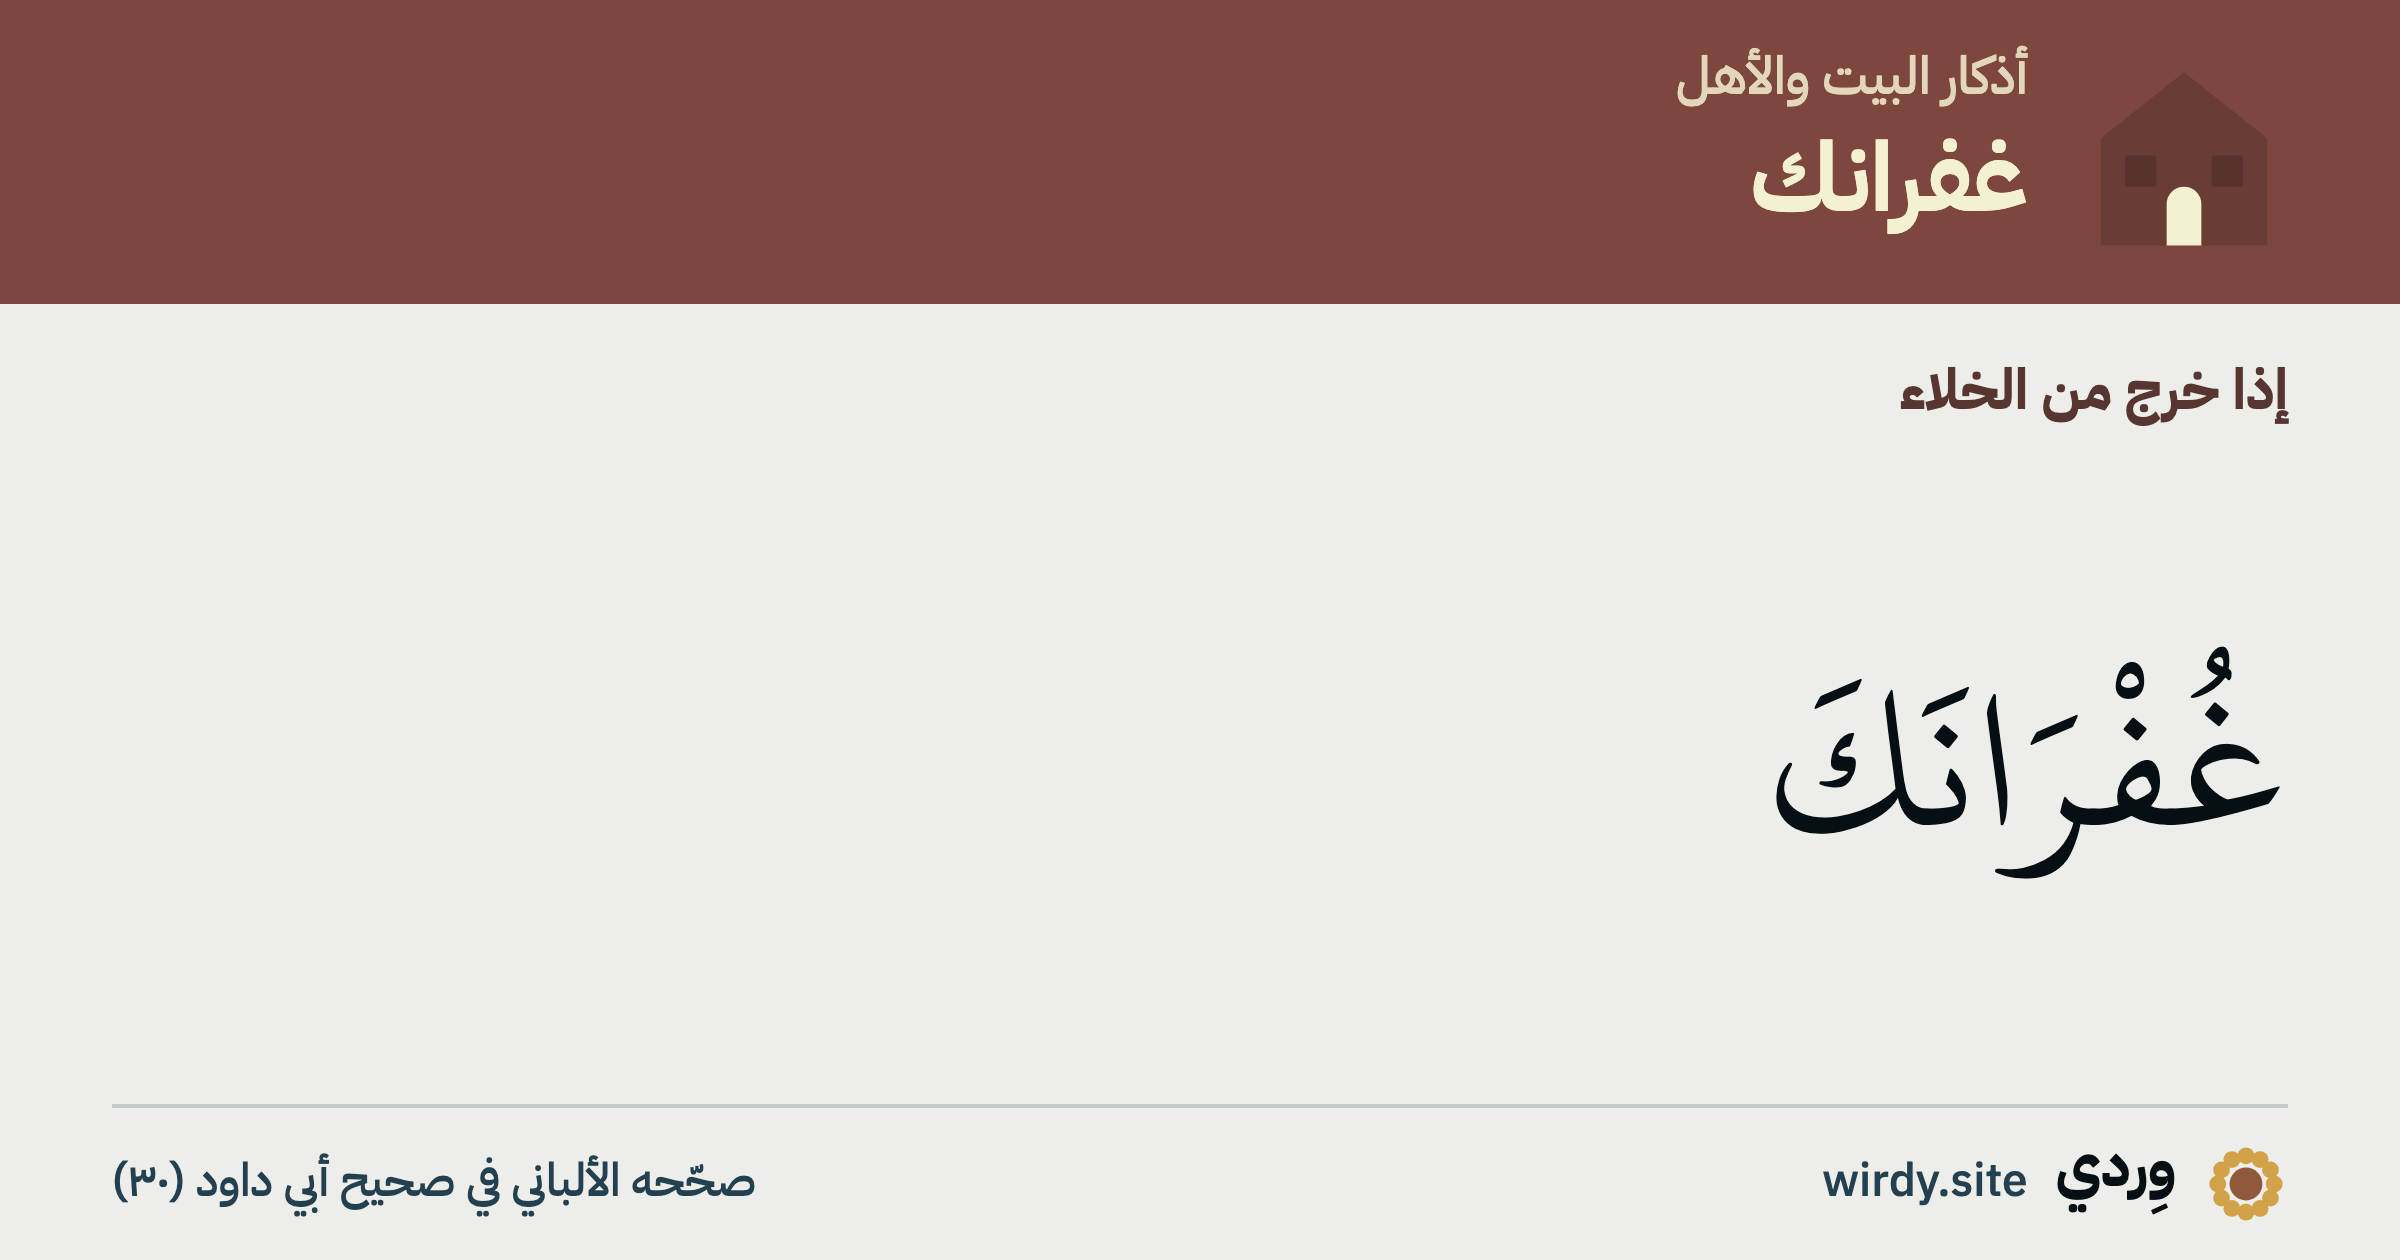 أذكار البيت والأهل
غفرانك
إذا خرج من الخلاء
غُفْرَانَكَ
وِردي wirdy.site
صحّحه الألباني في صحيح أبي داود (٣٠)